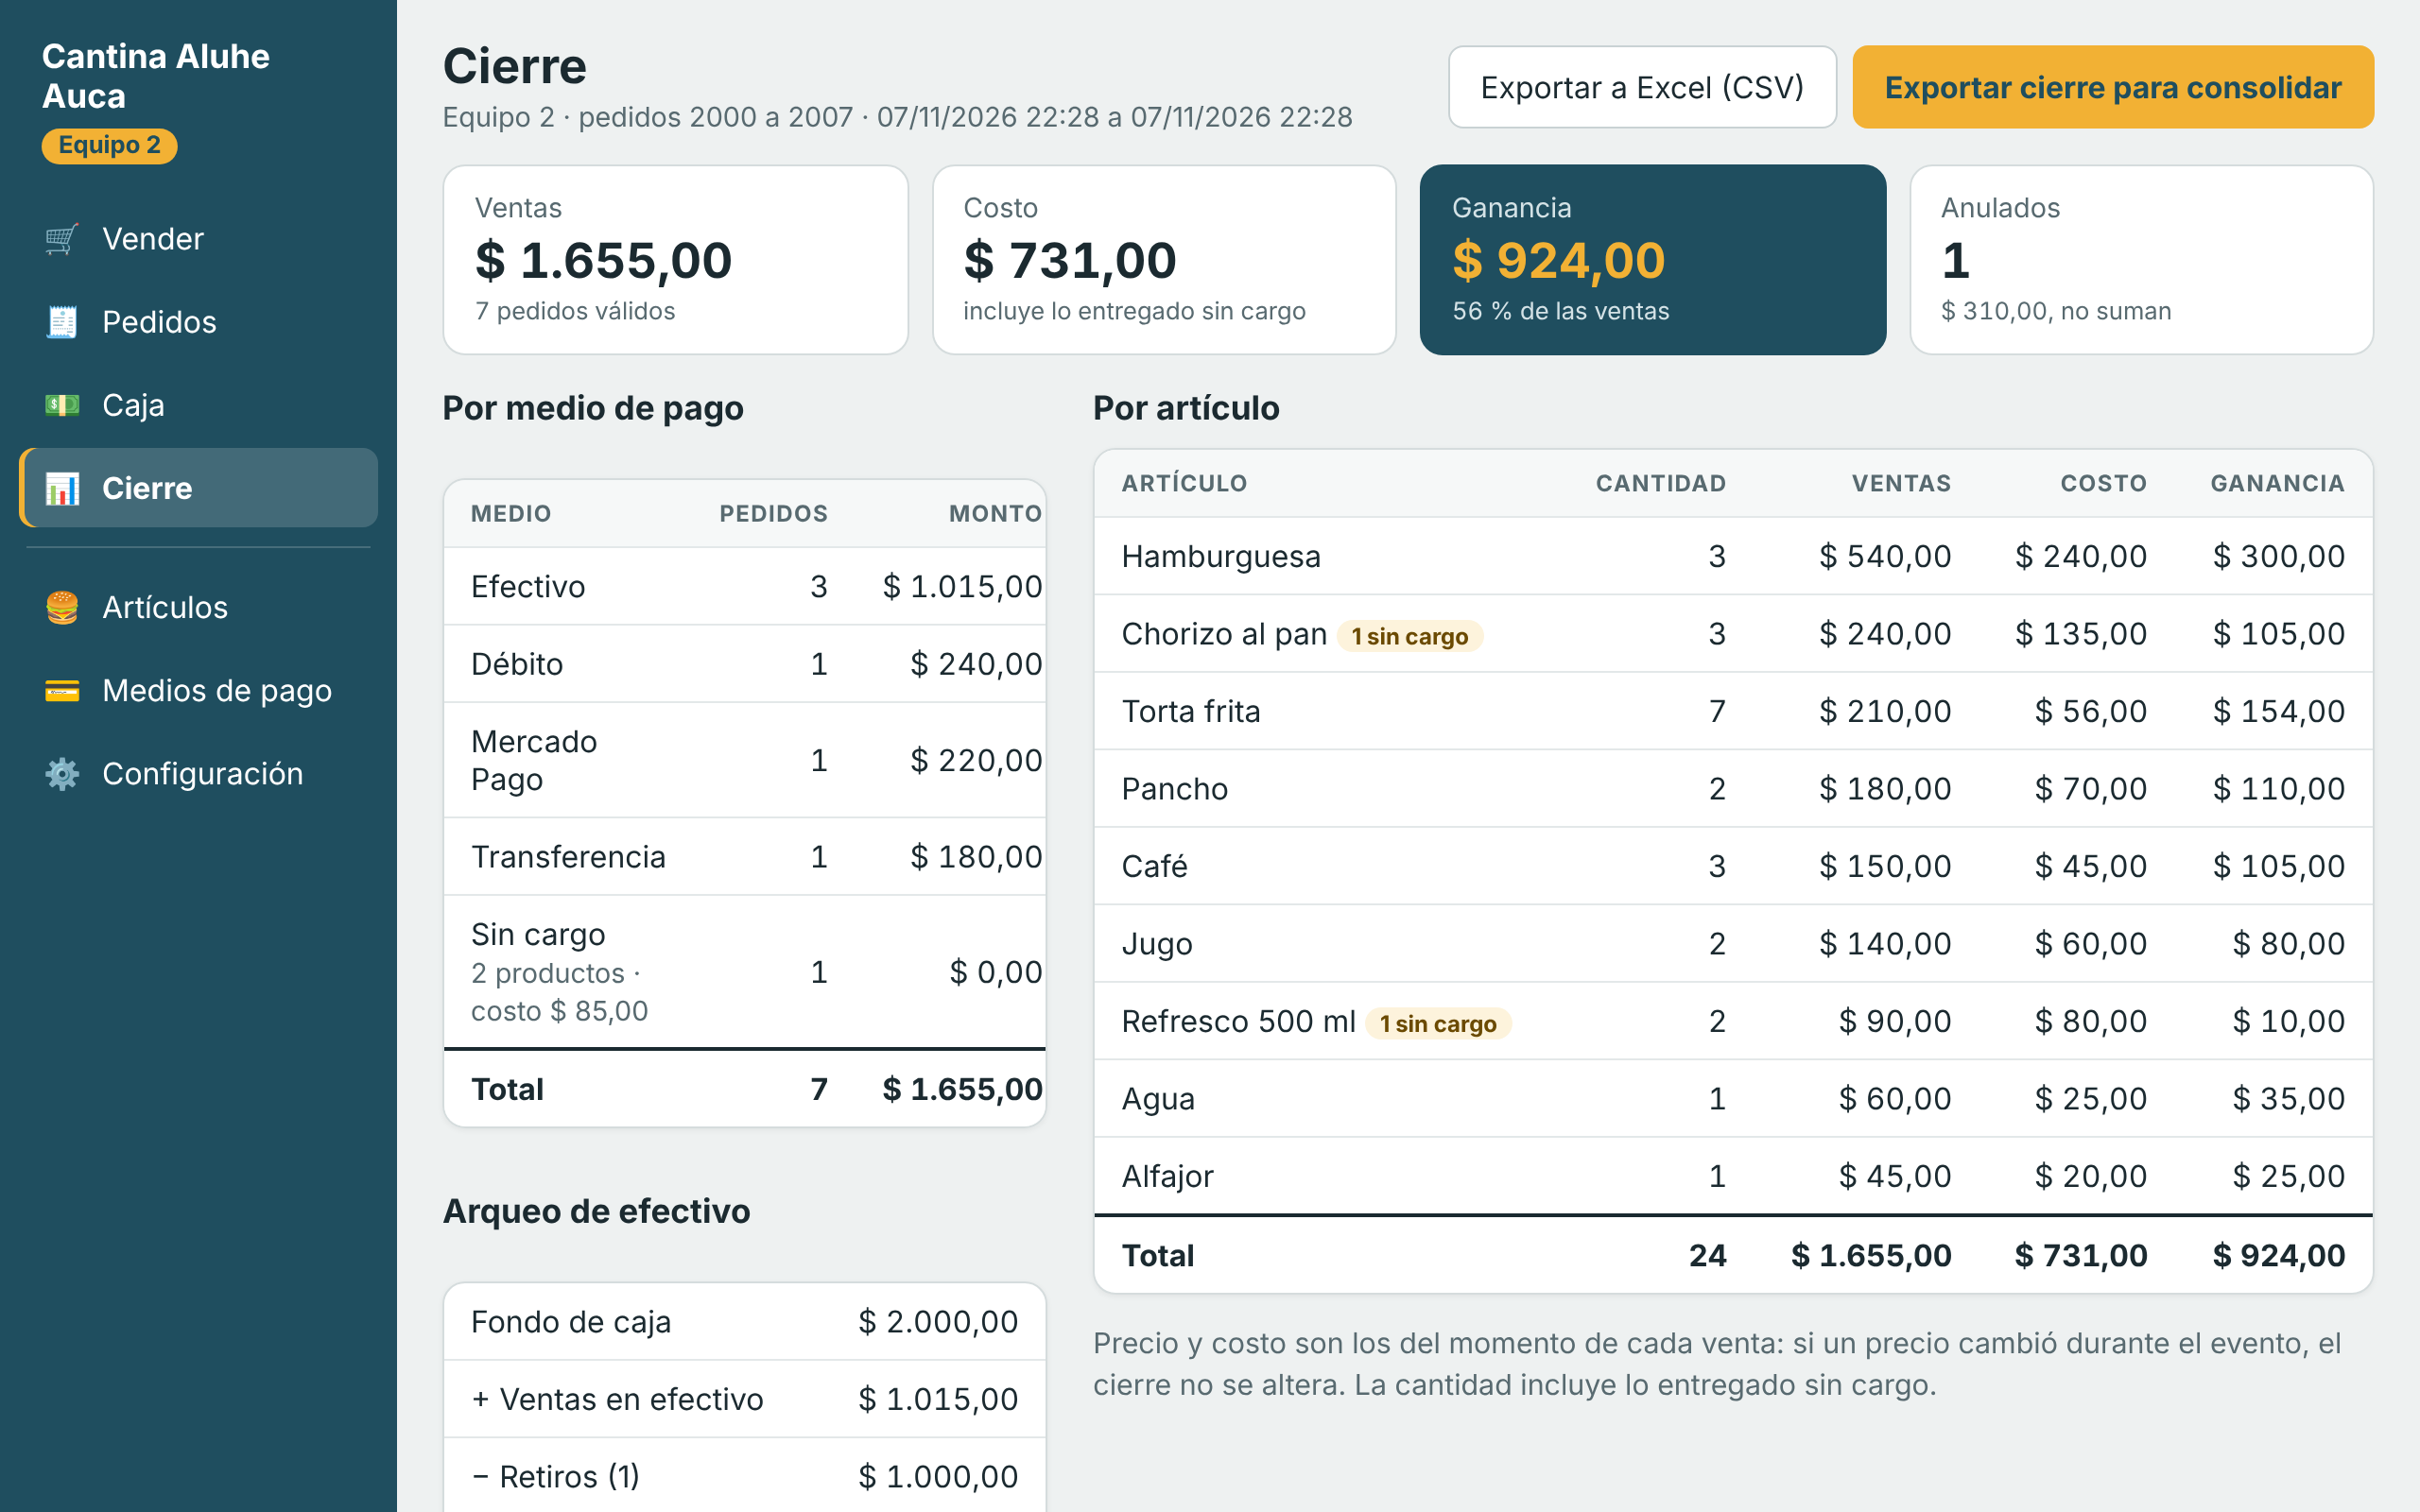 Cantina Aluhe
Auca
Equipo 2
Vender
Pedidos
Caja
Cierre
Artículos
Medios de pago
Configuración
Cierre
Equipo 2 · pedidos 2000 a 2007 · 07/11/2026 22:28 a 07/11/2026 22:28
Exportar a Excel (CSV)
Exportar cierre para consolidar
Ventas
$ 1.655,00
7 pedidos válidos
Costo
$ 731,00
incluye lo entregado sin cargo
Ganancia
$ 924,00
56 % de las ventas
Anulados
1
$ 310,00, no suman
Por medio de pago
MEDIO PEDIDOS MONTO
Efectivo 3 $ 1.015,00
Débito 1 $ 240,00
Mercado
Pago 1 $ 220,00
Transferencia 1 $ 180,00
Sin cargo
2 productos · 1 $ 0,00
costo $ 85,00
Total 7 $ 1.655,00
Arqueo de efectivo
Fondo de caja $ 2.000,00
+ Ventas en efectivo $ 1.015,00
− Retiros (1) $ 1.000,00
Por artículo
ARTÍCULO CANTIDAD VENTAS COSTO GANANCIA
Hamburguesa 3 $ 540,00 $ 240,00 $ 300,00
Chorizo al pan 1 sin cargo 3 $ 240,00 $ 135,00 $ 105,00
Torta frita 7 $ 210,00 $ 56,00 $ 154,00
Pancho 2 $ 180,00 $ 70,00 $ 110,00
Café 3 $ 150,00 $ 45,00 $ 105,00
Jugo 2 $ 140,00 $ 60,00 $ 80,00
Refresco 500 ml 1 sin cargo 2 $ 90,00 $ 80,00 $ 10,00
Agua 1 $ 60,00 $ 25,00 $ 35,00
Alfajor 1 $ 45,00 $ 20,00 $ 25,00
Total 24 $ 1.655,00 $ 731,00 $ 924,00
Precio y costo son los del momento de cada venta: si un precio cambió durante el evento, el
cierre no se altera. La cantidad incluye lo entregado sin cargo.